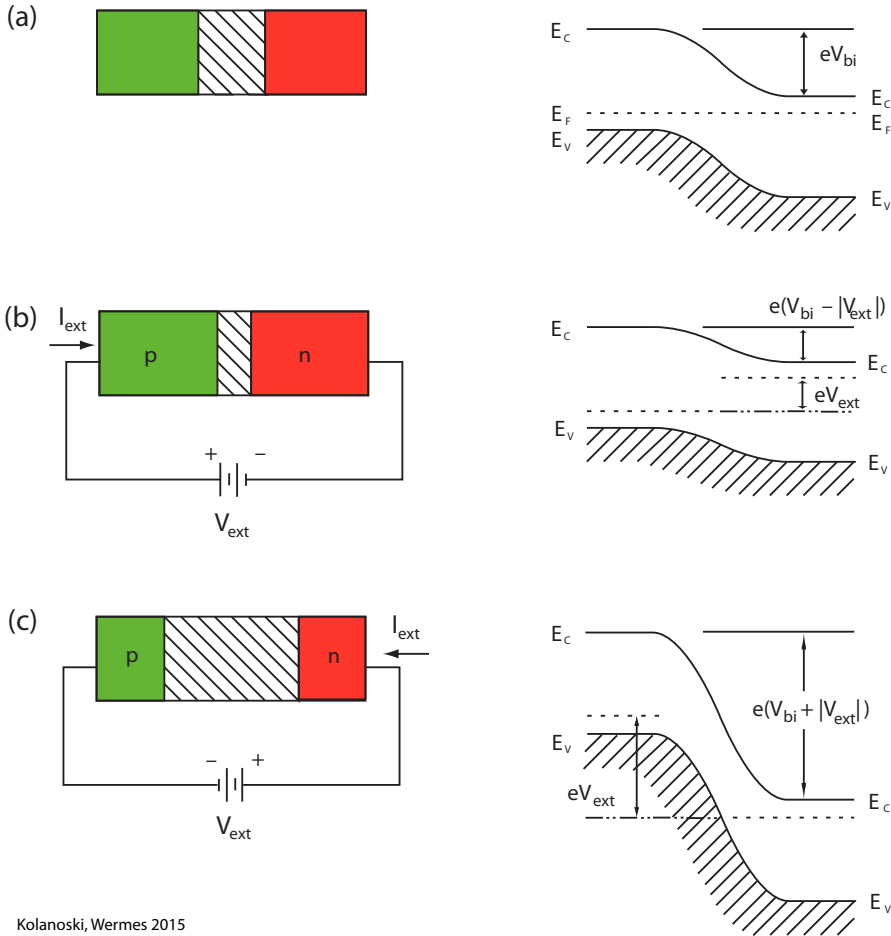 (a)
E_C
eV_bi
E_C
E_F
E_F
E_V
E_V
(b)
I_ext
p
n
+ −
V_ext
e(V_bi − |V_ext|)
E_C
E_C
eV_ext
E_V
E_V
(c)
I_ext
p
n
− +
V_ext
E_C
e(V_bi + |V_ext|)
E_V
eV_ext
E_C
E_V
Kolanoski, Wermes 2015